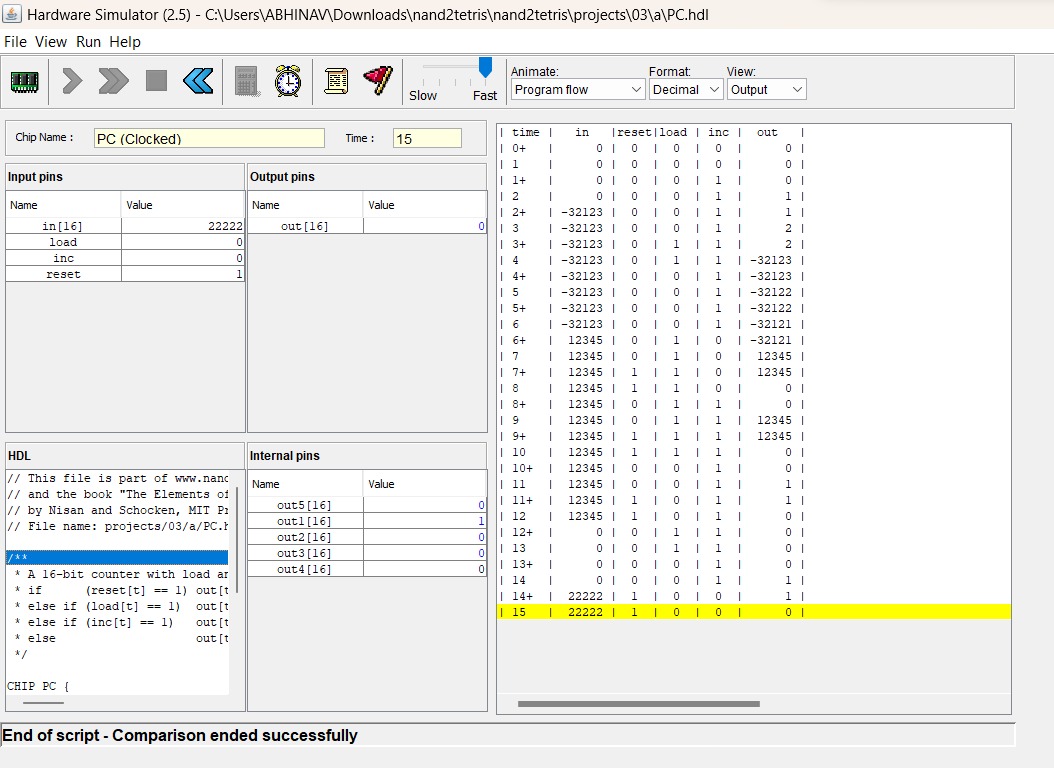 Hardware Simulator (2.5) - C:\Users\ABHINAV\Downloads\nand2tetris\nand2tetris\projects\03\a\PC.hdl
File View Run Help
Slow Fast
Animate: Format: View:
Program flow Decimal Output
Chip Name : PC (Clocked) Time : 15
Input pins
Name Value
in[16] 22222
load 0
inc 0
reset 1
Output pins
Name Value
out[16] 0
HDL
// This file is part of www.nanc
// and the book "The Elements of
// by Nisan and Schocken, MIT Pr
// File name: projects/03/a/PC.h
/**
* A 16-bit counter with load an
* if (reset[t] == 1) out[t
* else if (load[t] == 1) out[t
* else if (inc[t] == 1) out[t
* else out[t
*/
CHIP PC {
Internal pins
Name Value
out5[16] 0
out1[16] 1
out2[16] 0
out3[16] 0
out4[16] 0
| time | in |reset|load | inc | out |
| 0+ | 0 | 0 | 0 | 0 | 0 |
| 1 | 0 | 0 | 0 | 0 | 0 |
| 1+ | 0 | 0 | 0 | 1 | 0 |
| 2 | 0 | 0 | 0 | 1 | 1 |
| 2+ | -32123 | 0 | 0 | 1 | 1 |
| 3 | -32123 | 0 | 0 | 1 | 2 |
| 3+ | -32123 | 0 | 1 | 1 | 2 |
| 4 | -32123 | 0 | 1 | 1 | -32123 |
| 4+ | -32123 | 0 | 0 | 1 | -32123 |
| 5 | -32123 | 0 | 0 | 1 | -32122 |
| 5+ | -32123 | 0 | 0 | 1 | -32122 |
| 6 | -32123 | 0 | 0 | 1 | -32121 |
| 6+ | 12345 | 0 | 1 | 0 | -32121 |
| 7 | 12345 | 0 | 1 | 0 | 12345 |
| 7+ | 12345 | 1 | 1 | 0 | 12345 |
| 8 | 12345 | 1 | 1 | 0 | 0 |
| 8+ | 12345 | 0 | 1 | 1 | 0 |
| 9 | 12345 | 0 | 1 | 1 | 12345 |
| 9+ | 12345 | 1 | 1 | 1 | 12345 |
| 10 | 12345 | 1 | 1 | 1 | 0 |
| 10+ | 12345 | 0 | 0 | 1 | 0 |
| 11 | 12345 | 0 | 0 | 1 | 1 |
| 11+ | 12345 | 1 | 0 | 1 | 1 |
| 12 | 12345 | 1 | 0 | 1 | 0 |
| 12+ | 0 | 0 | 1 | 1 | 0 |
| 13 | 0 | 0 | 1 | 1 | 0 |
| 13+ | 0 | 0 | 0 | 1 | 0 |
| 14 | 0 | 0 | 0 | 1 | 1 |
| 14+ | 22222 | 1 | 0 | 0 | 1 |
| 15 | 22222 | 1 | 0 | 0 | 0 |
End of script - Comparison ended successfully